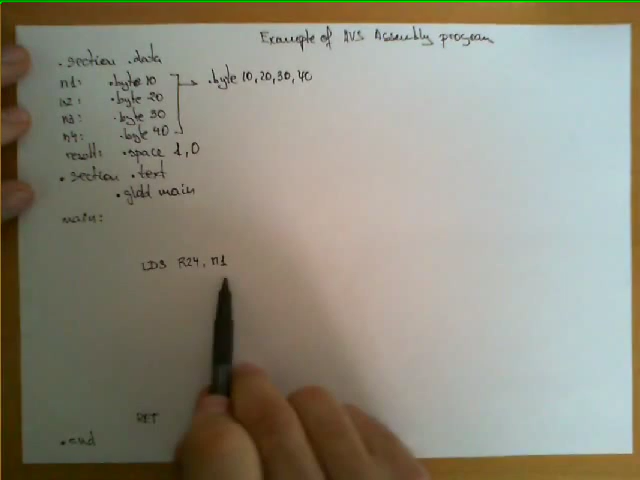 Example of AVS Assembly program
.section .data
n1: .byte 10 .byte 10,20,30,40
n2: .byte 20
n3: .byte 30
n4: .byte 40
result: .space 1,0
.section .text
.global main
main:
LDS R24, n1
RET
.end